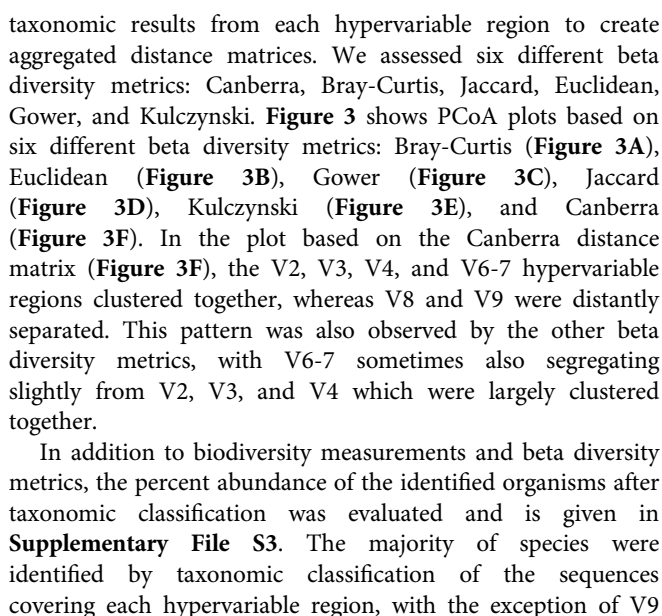 taxonomic results from each hypervariable region to create
aggregated distance matrices. We assessed six different beta
diversity metrics: Canberra, Bray-Curtis, Jaccard, Euclidean,
Gower, and Kulczynski. Figure 3 shows PCoA plots based on
six different beta diversity metrics: Bray-Curtis (Figure 3A),
Euclidean (Figure 3B), Gower (Figure 3C), Jaccard
(Figure 3D), Kulczynski (Figure 3E), and Canberra
(Figure 3F). In the plot based on the Canberra distance
matrix (Figure 3F), the V2, V3, V4, and V6-7 hypervariable
regions clustered together, whereas V8 and V9 were distantly
separated. This pattern was also observed by the other beta
diversity metrics, with V6-7 sometimes also segregating
slightly from V2, V3, and V4 which were largely clustered
together.
In addition to biodiversity measurements and beta diversity
metrics, the percent abundance of the identified organisms after
taxonomic classification was evaluated and is given in
Supplementary File S3. The majority of species were
identified by taxonomic classification of the sequences
covering each hypervariable region, with the exception of V9